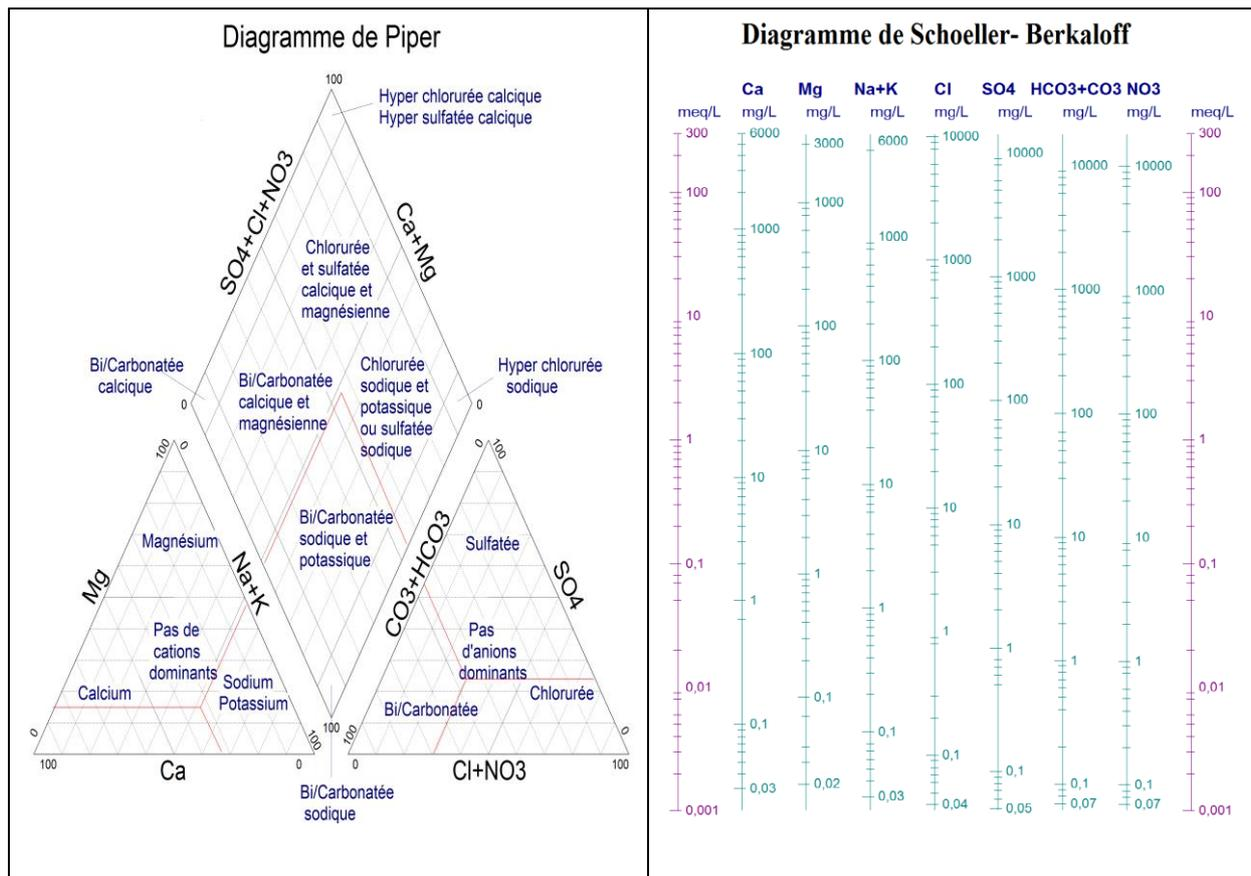 Diagramme de Piper
100
Hyper chlorurée calcique
Hyper sulfatée calcique
SO4+Cl+NO3
Ca+Mg
Chlorurée
et sulfatée
calcique et
magnésienne
Bi/Carbonatée
calcique
Bi/Carbonatée
calcique et
magnésienne
Chlorurée
sodique et
potassique
ou sulfatée
sodique
Hyper chlorurée
sodique
0
0
100
0
0
100
Bi/Carbonatée
sodique et
potassique
Magnésium
Sulfatée
Mg
Na+K
CO3+HCO3
SO4
Pas de
cations
dominants
Pas
d'anions
dominants
Calcium
Sodium
Potassium
Bi/Carbonatée
Chlorurée
0
100
100
100
0
100
0
0
100
Ca
Cl+NO3
Bi/Carbonatée
sodique
Diagramme de Schoeller- Berkaloff
Ca Mg Na+K Cl SO4 HCO3+CO3 NO3
meq/L mg/L mg/L mg/L mg/L mg/L mg/L mg/L meq/L
300 6000 3000 6000 10000 10000 10000 10000 300
100 1000 1000 1000 1000 1000 1000 1000 100
10 100 100 100 100 100 100 100 10
1 10 10 10 10 10 10 10 1
0,1 1 1 1 1 1 1 1 0,1
0,01 0,1 0,1 0,1 0,1 0,1 0,1 0,1 0,01
0,001 0,03 0,02 0,03 0,04 0,05 0,07 0,07 0,001